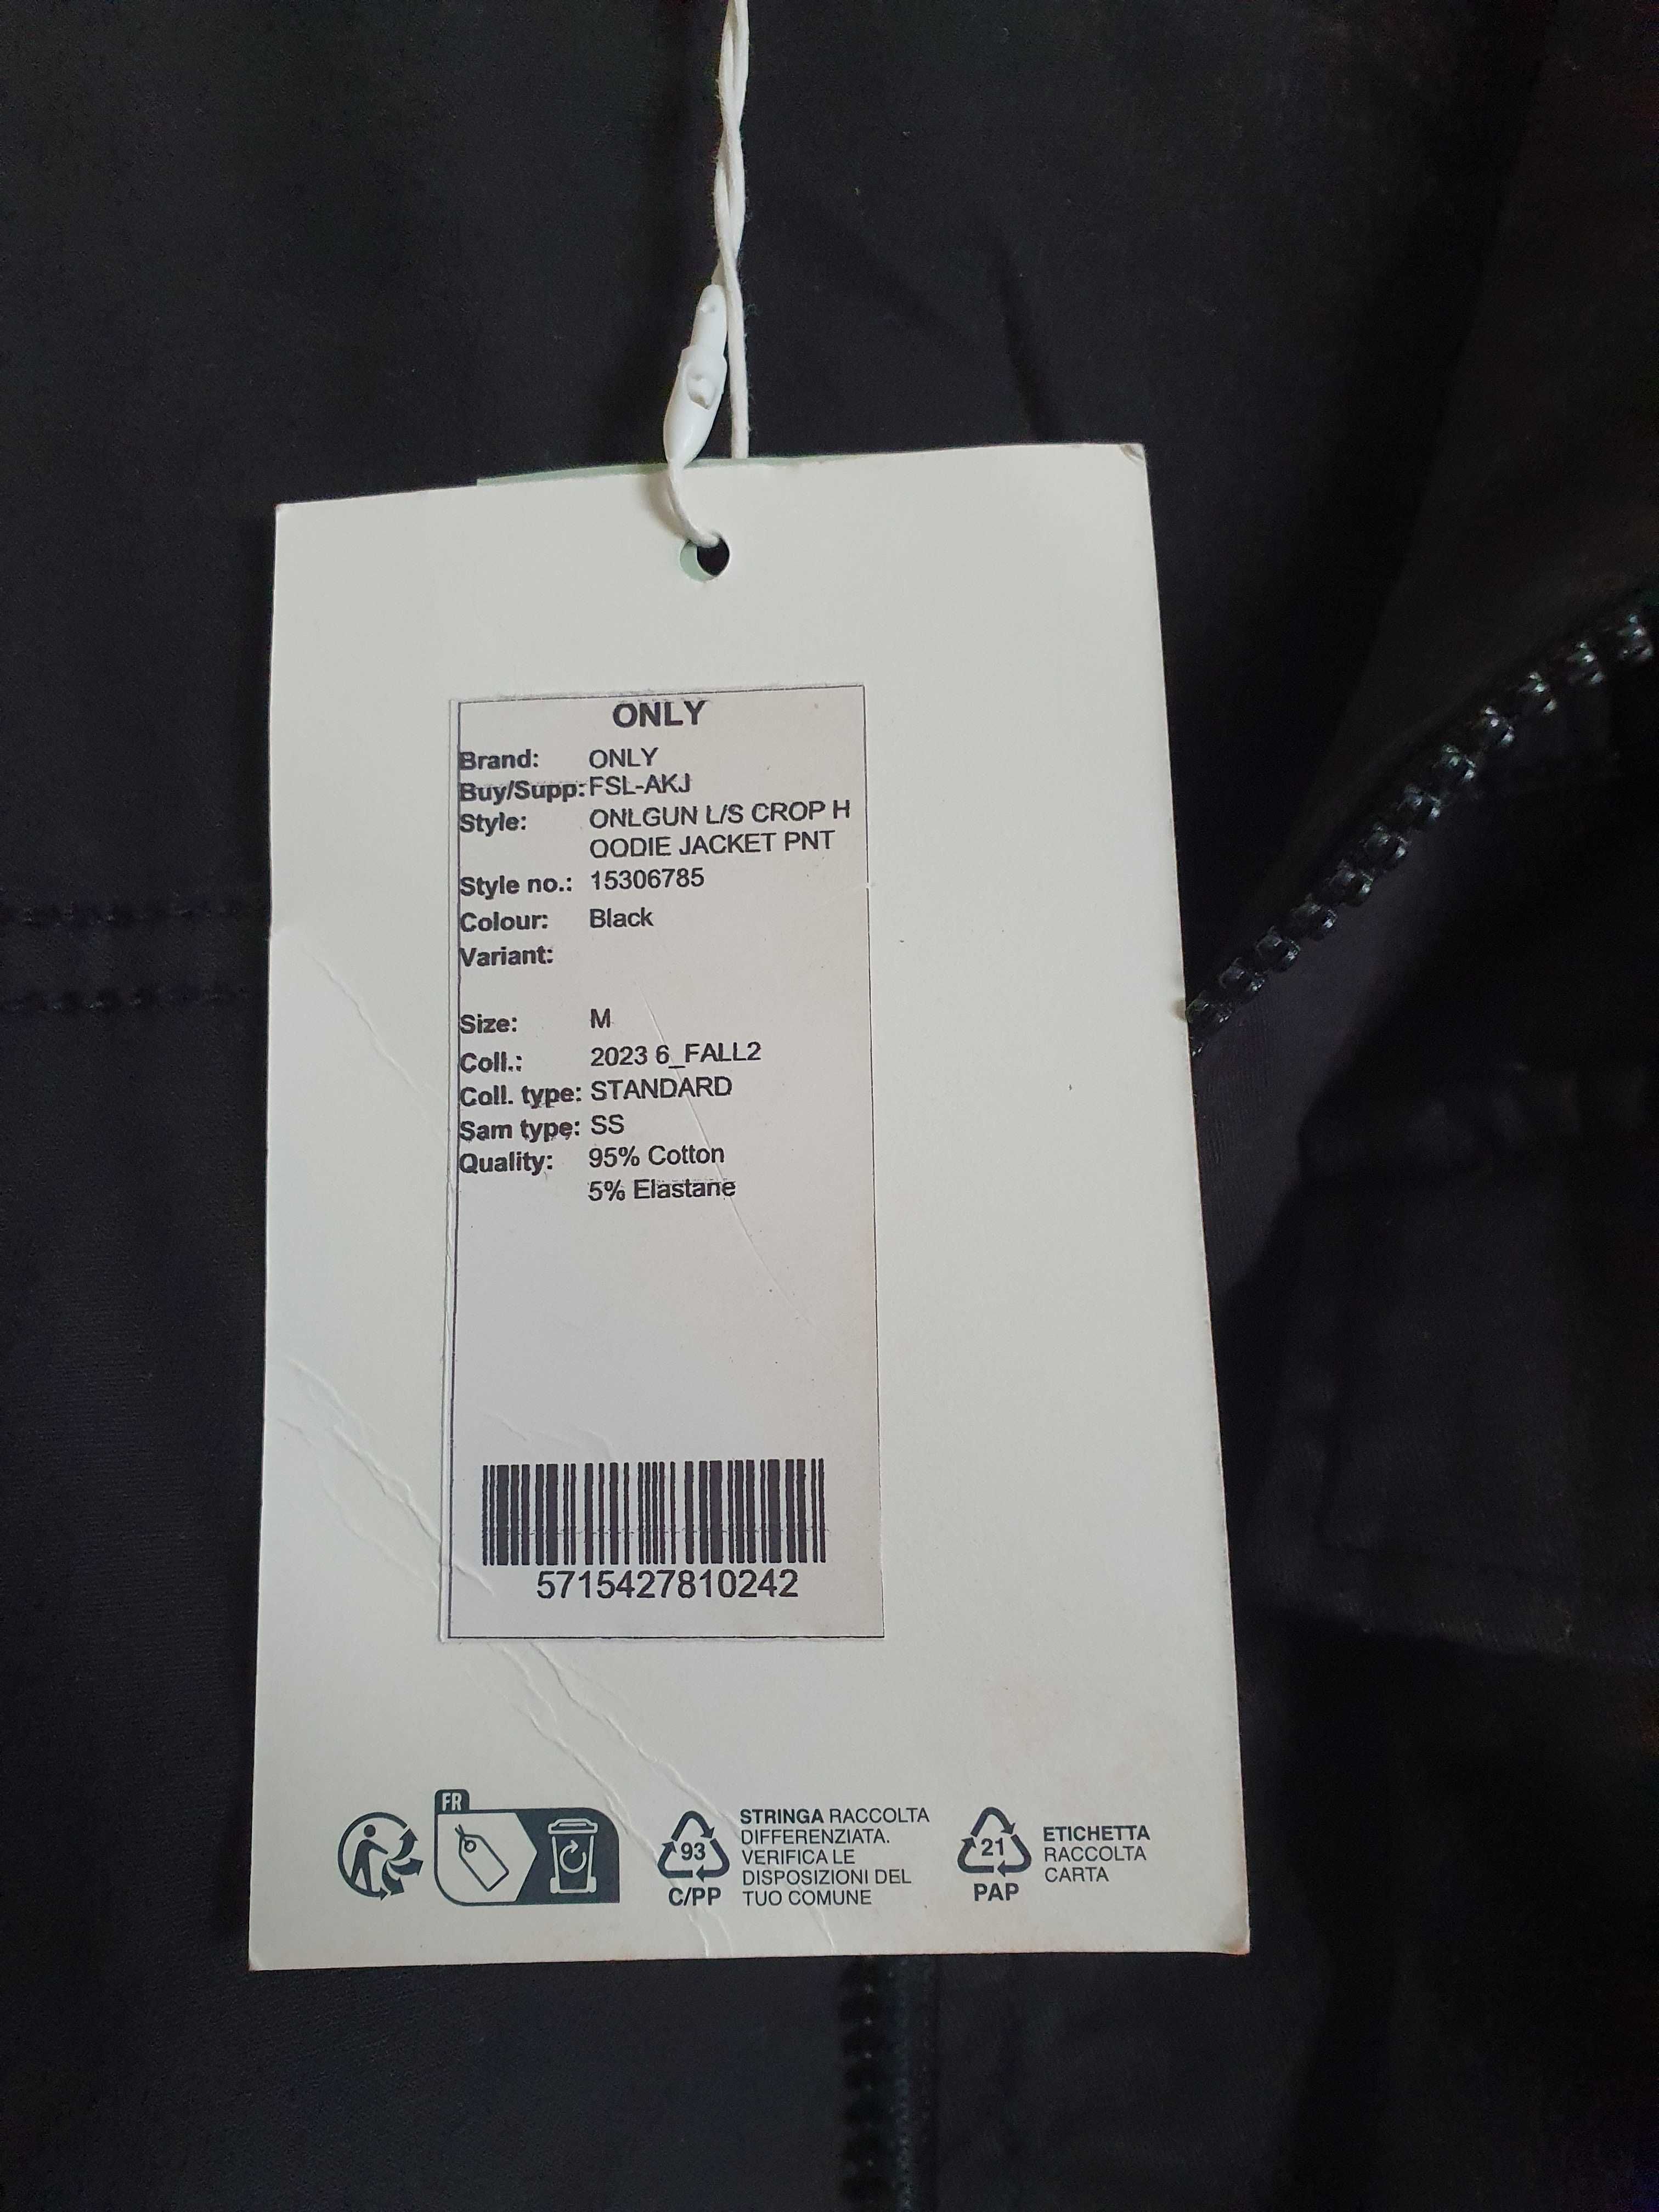 ONLY
Brand: ONLY
Buy/Supp: FSL-AKJ
Style: ONLGUN L/S CROP H
OODIE JACKET PNT
Style no.: 15306785
Colour: Black
Variant:
Size: M
Coll.: 2023 6_FALL2
Coll. type: STANDARD
Sam type: SS
Quality: 95% Cotton
5% Elastane
5715427810242
FR
93
C/PP
STRINGA RACCOLTA
DIFFERENZIATA.
VERIFICA LE
DISPOSIZIONI DEL
TUO COMUNE
21
PAP
ETICHETTA
RACCOLTA
CARTA